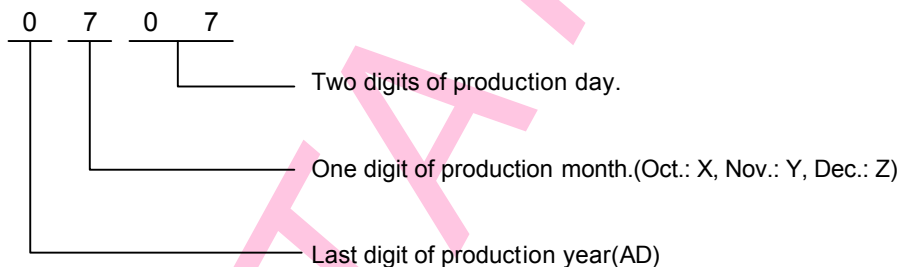 0 7 0 7
Two digits of production day.
One digit of production month.(Oct.: X, Nov.: Y, Dec.: Z)
Last digit of production year(AD)